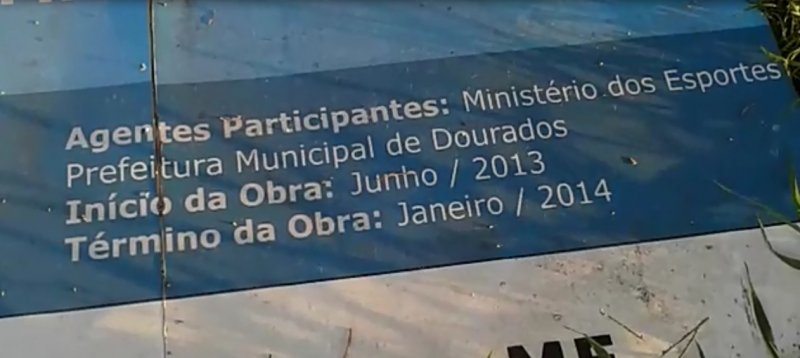 Agentes Participantes: Ministério dos Esportes
Prefeitura Municipal de Dourados
Início da Obra: Junho / 2013
Término da Obra: Janeiro / 2014